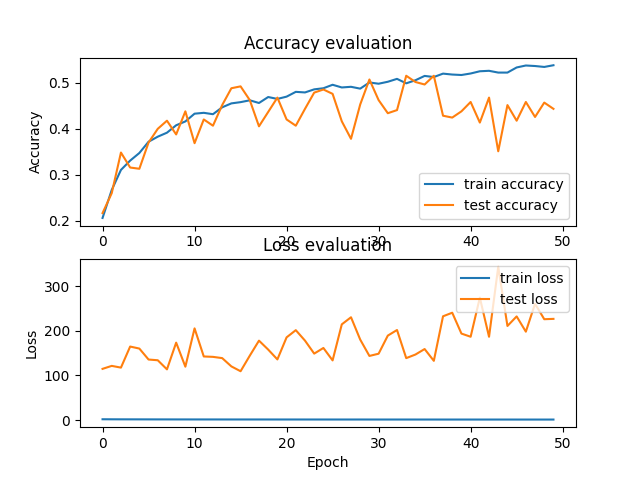 Accuracy evaluation
Accuracy
0.5
0.4
0.3
0.2
train accuracy
test accuracy
0 10 20 30 40 50
Loss evaluation
Loss
300
200
100
0
train loss
test loss
0 10 20 30 40 50
Epoch